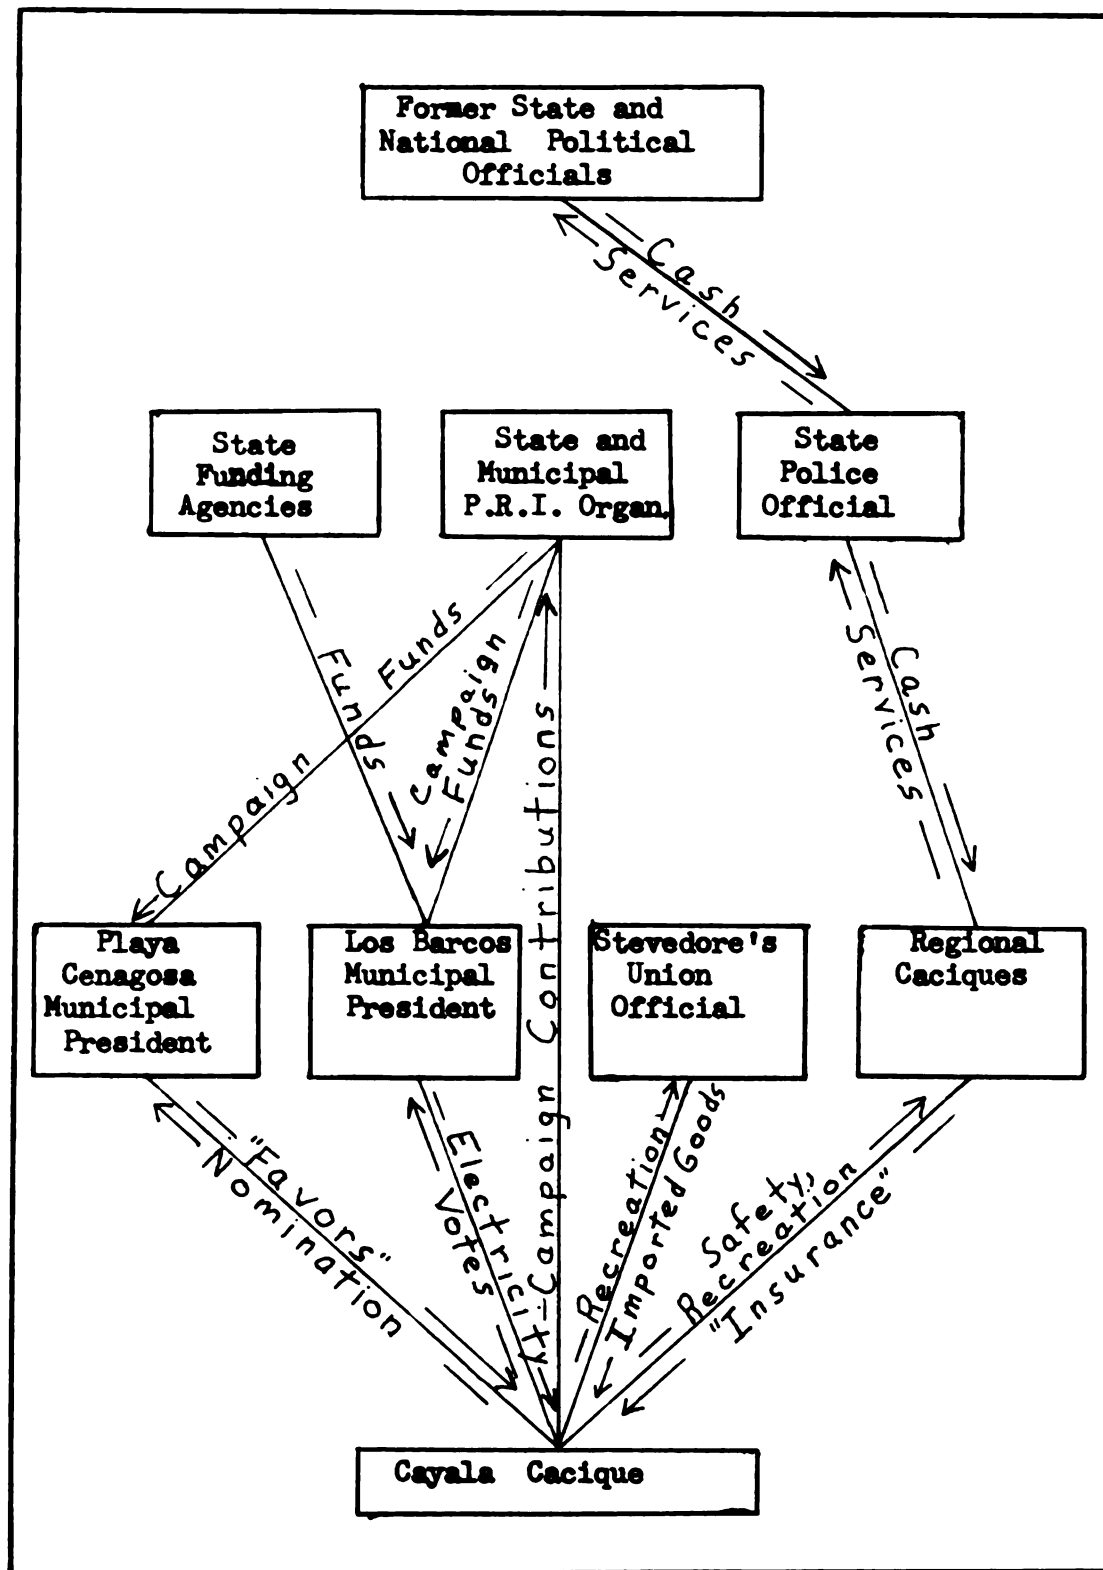 Former State and
National Political
Officials
Cash
Services
State
Funding
Agencies
State and
Municipal
P.R.I. Organ.
State
Police
Official
Funds
Campaign Funds
Campaign
Funds
Campaign Contributions
Cash
Services
Playa
Cenagosa
Municipal
President
Los Barcos
Municipal
President
Stevedore's
Union
Official
Regional
Caciques
"Favors"
Nomination
Electricity
Votes
Recreation
Imported Goods
Safety,
Recreation
"Insurance"
Cayala Cacique